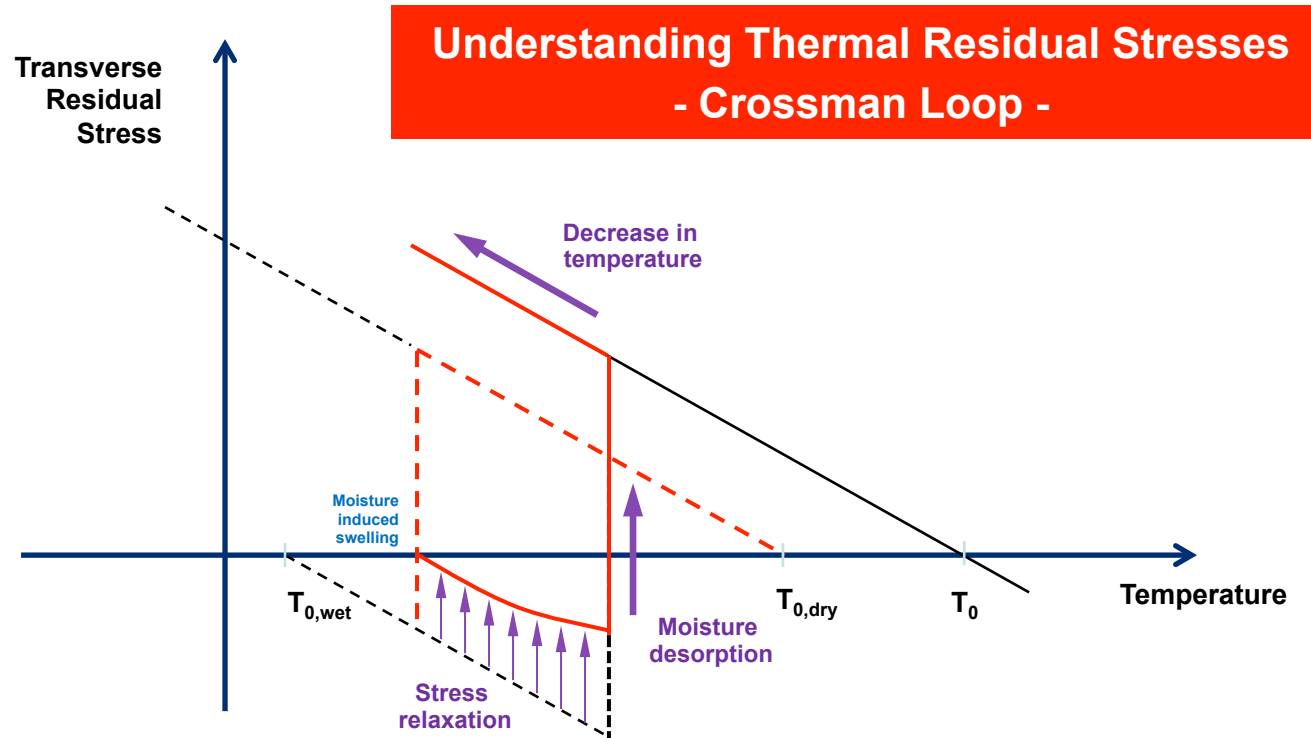 Understanding Thermal Residual Stresses
- Crossman Loop -
Transverse
Residual
Stress
Decrease in
temperature
Moisture
induced
swelling
T0,wet
T0,dry
T0
Temperature
Moisture
desorption
Stress
relaxation